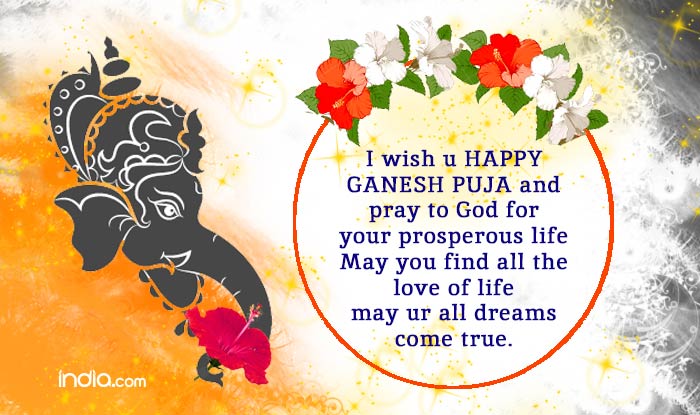 I wish u HAPPY
GANESH PUJA and
pray to God for
your prosperous life
May you find all the
love of life
may ur all dreams
come true.
india.com